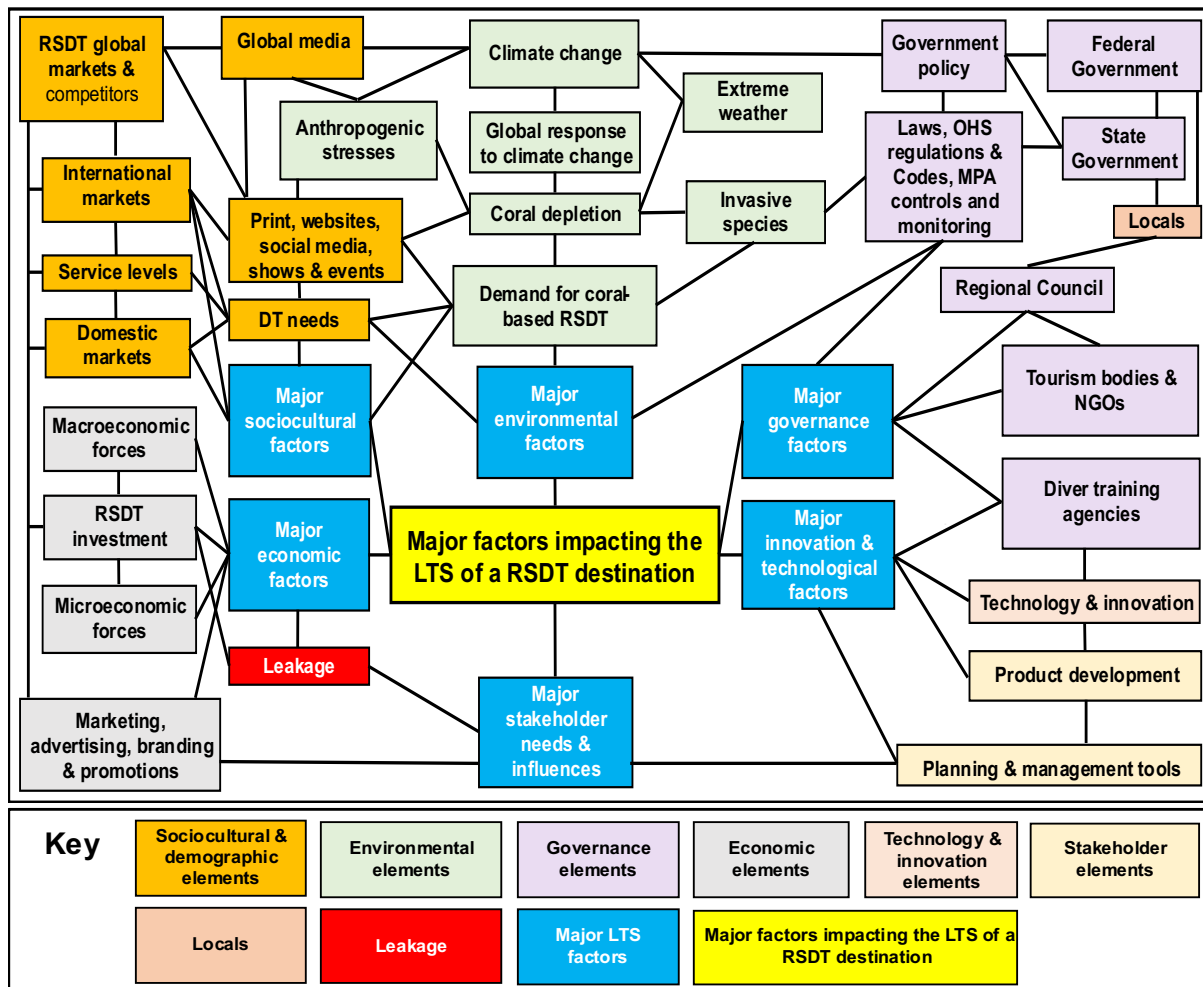 RSDT global
markets &
competitors
Global media
Climate change
Government
policy
Federal
Government
Extreme
weather
Anthropogenic
stresses
Global response
to climate change
Laws, OHS
regulations &
Codes, MPA
controls and
monitoring
State
Government
International
markets
Print, websites,
social media,
shows & events
Coral depletion
Invasive
species
Locals
Service levels
Demand for coral-
based RSDT
Regional Council
DT needs
Domestic
markets
Major
sociocultural
factors
Major
environmental
factors
Major
governance
factors
Tourism bodies &
NGOs
Macroeconomic
forces
RSDT
investment
Major
economic
factors
Major factors impacting the
LTS of a RSDT destination
Major
innovation &
technological
factors
Diver training
agencies
Microeconomic
forces
Technology & innovation
Leakage
Product development
Marketing,
advertising, branding
& promotions
Major
stakeholder
needs &
influences
Planning & management tools
Key
Sociocultural &
demographic
elements
Environmental
elements
Governance
elements
Economic
elements
Technology &
innovation
elements
Stakeholder
elements
Locals
Leakage
Major LTS
factors
Major factors impacting the LTS of a
RSDT destination